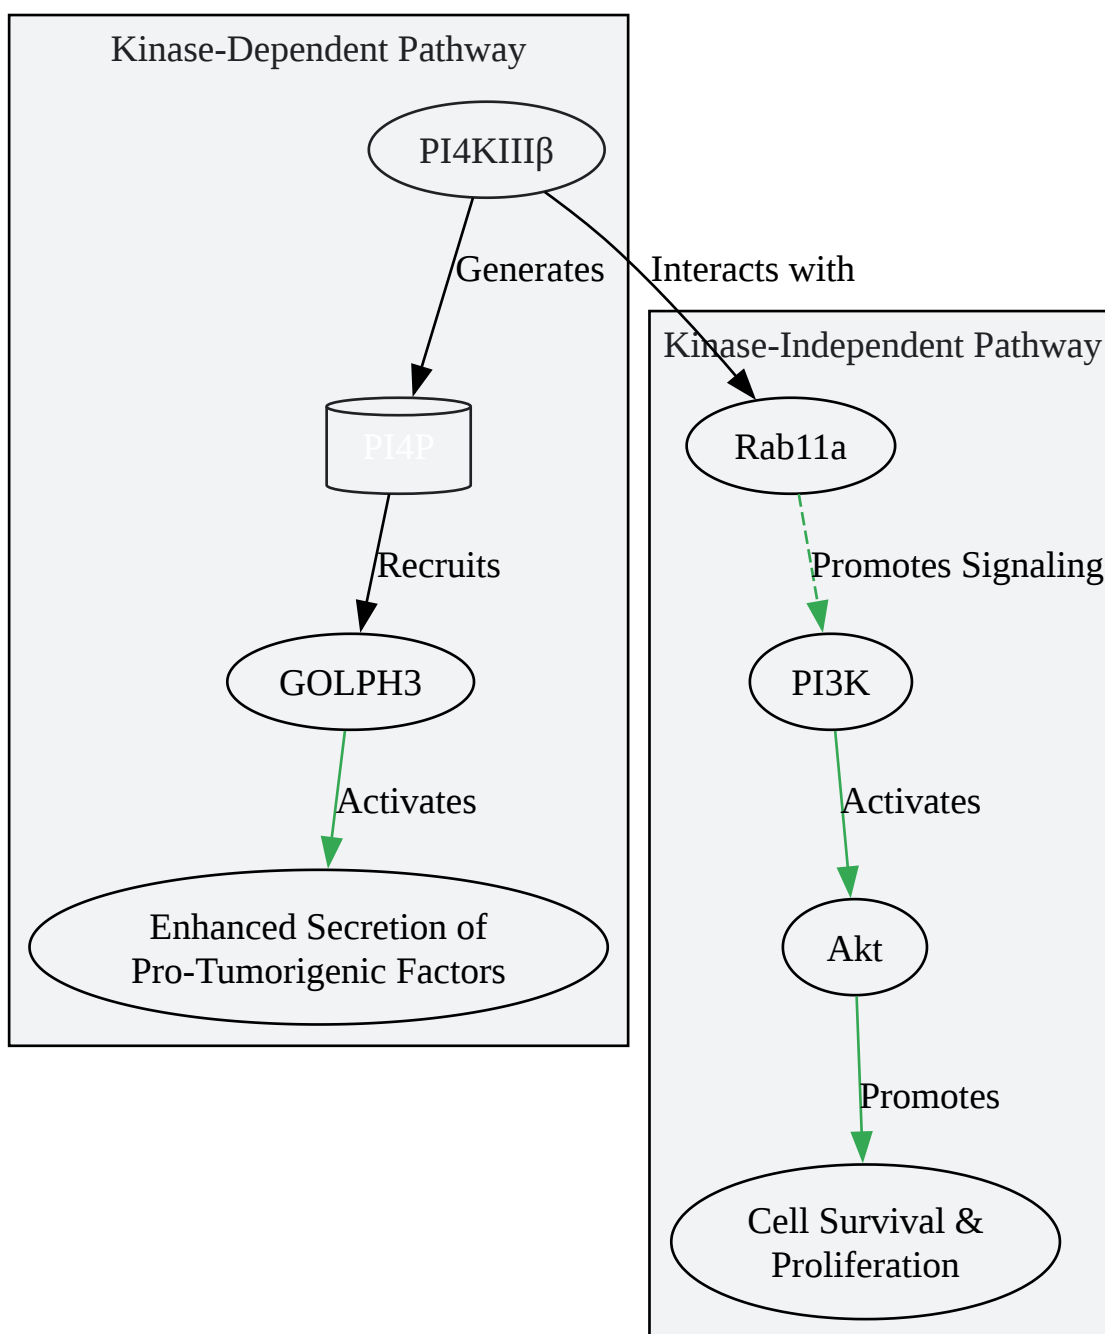 Kinase-Dependent Pathway
PI4KIIIβ
Generates
Interacts with
Kinase-Independent Pathway
PI4P
Rab11a
Recruits
Promotes Signaling
GOLPH3
PI3K
Activates
Activates
Enhanced Secretion of
Pro-Tumorigenic Factors
Akt
Promotes
Cell Survival &
Proliferation